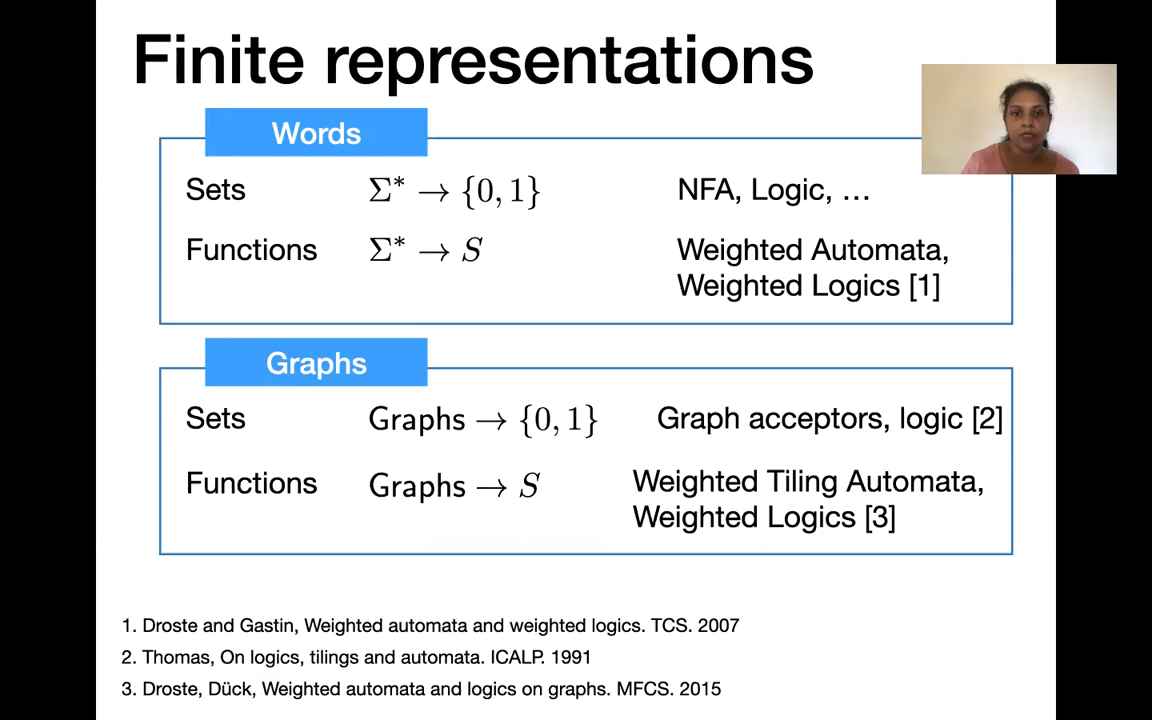 Finite representations
Words
Sets Σ* → {0, 1} NFA, Logic, …
Functions Σ* → S Weighted Automata,
Weighted Logics [1]
Graphs
Sets Graphs → {0, 1} Graph acceptors, logic [2]
Functions Graphs → S Weighted Tiling Automata,
Weighted Logics [3]
1. Droste and Gastin, Weighted automata and weighted logics. TCS. 2007
2. Thomas, On logics, tilings and automata. ICALP. 1991
3. Droste, Dück, Weighted automata and logics on graphs. MFCS. 2015